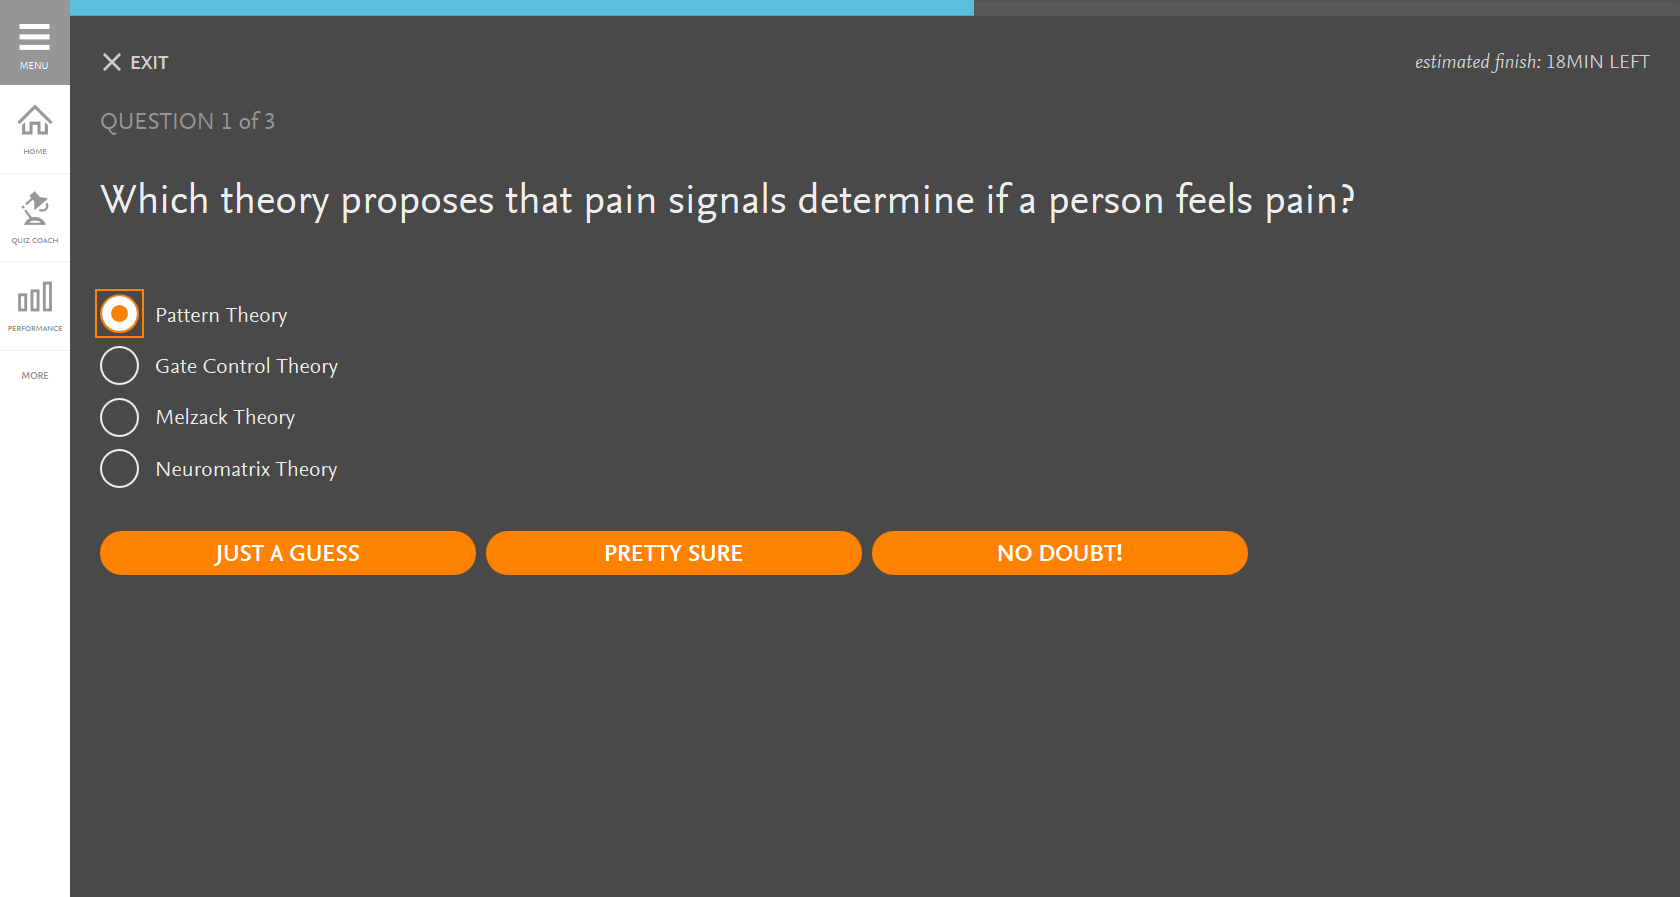 MENU
HOME
QUIZ COACH
PERFORMANCE
MORE
EXIT
estimated finish: 18MIN LEFT
QUESTION 1 of 3
Which theory proposes that pain signals determine if a person feels pain?
Pattern Theory
Gate Control Theory
Melzack Theory
Neuromatrix Theory
JUST A GUESS
PRETTY SURE
NO DOUBT!